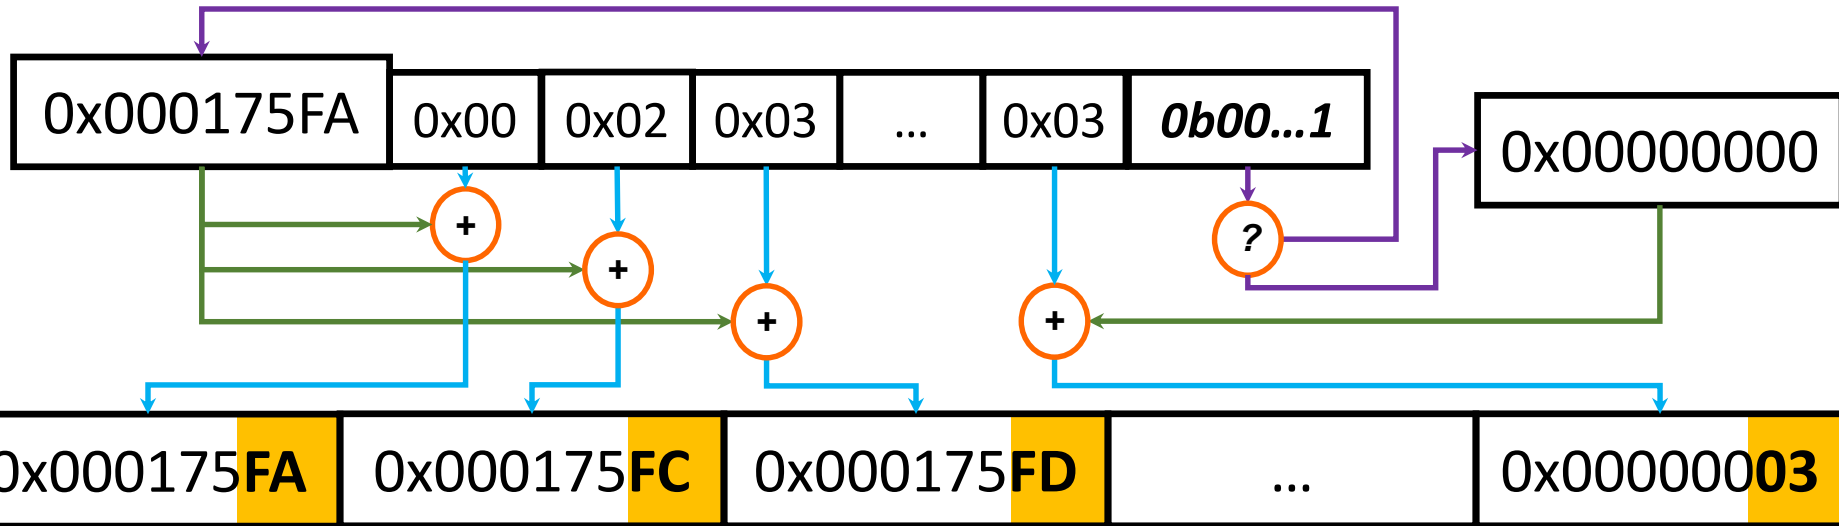 0x000175FA 0x00 0x02 0x03 ... 0x03 0b00...1 0x00000000
+ + + + ?
0x000175FA 0x000175FC 0x000175FD ... 0x00000003